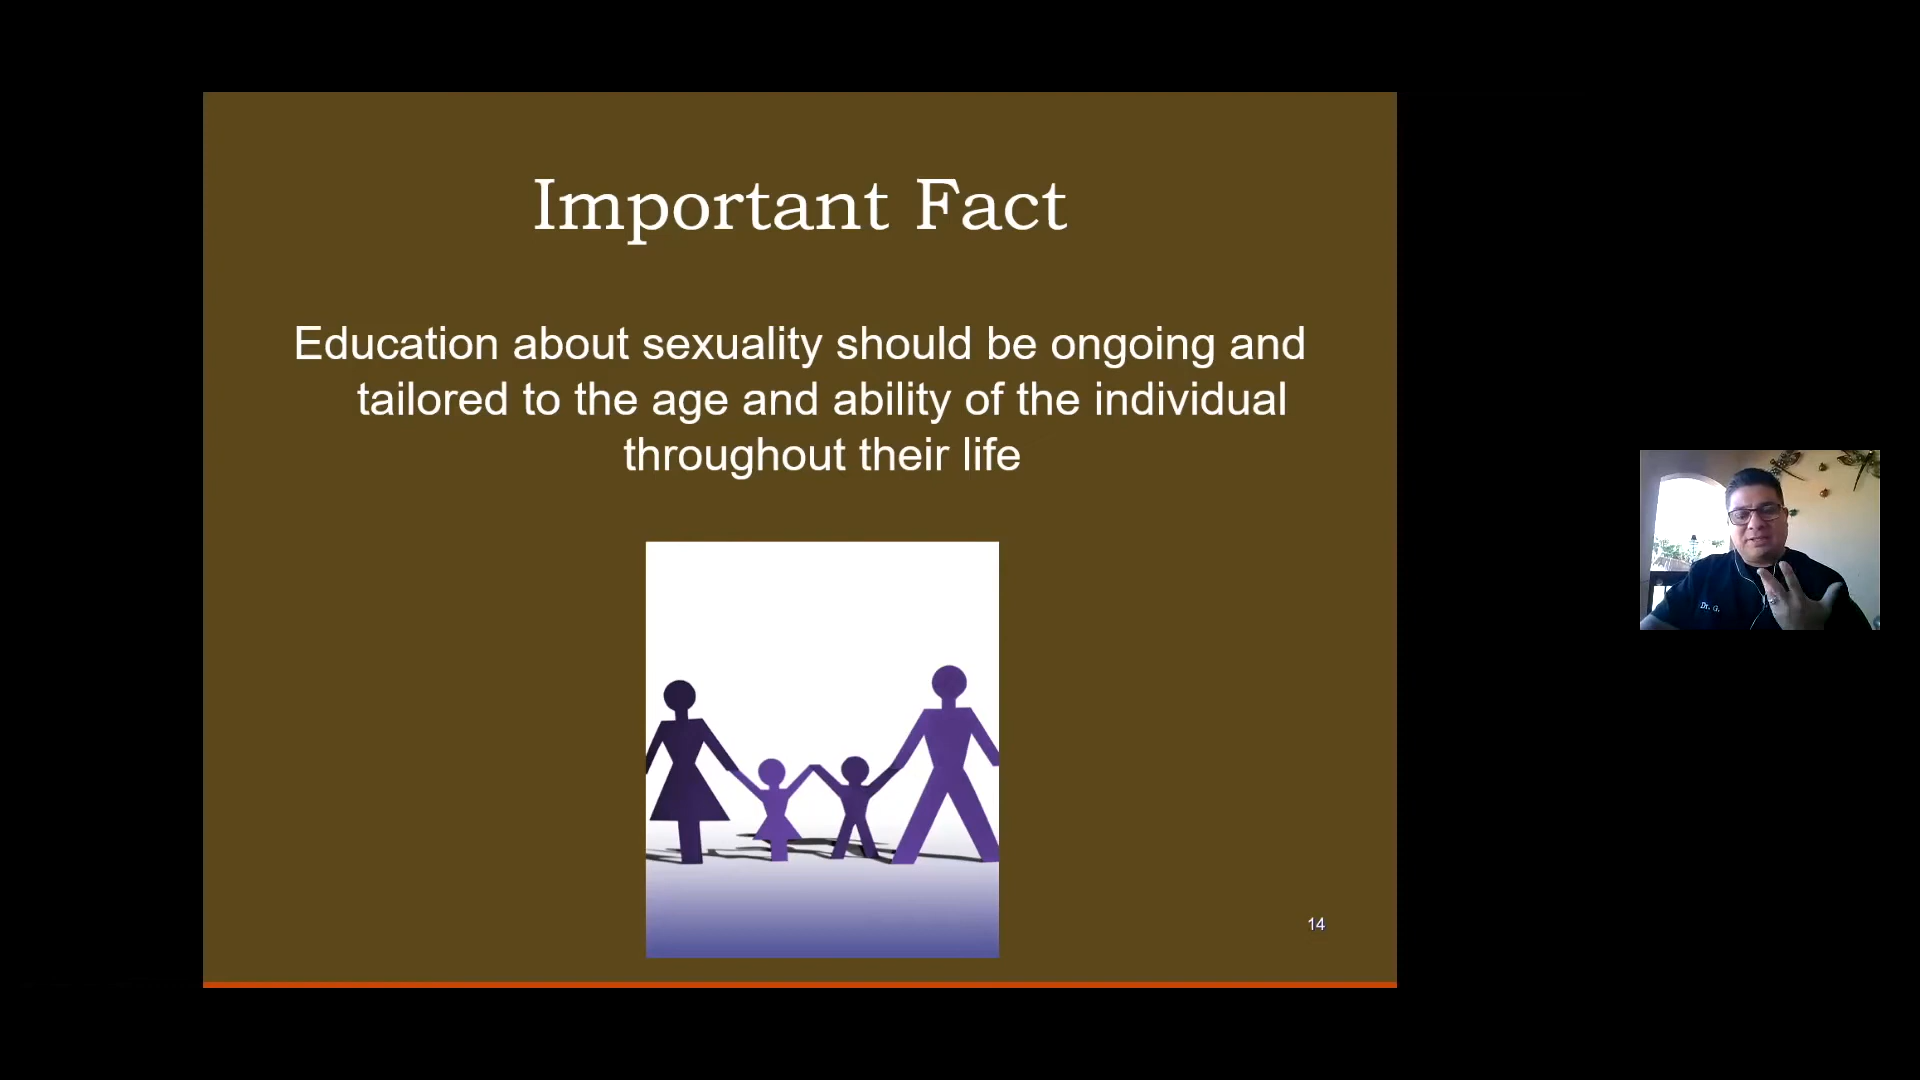 Important Fact
Education about sexuality should be ongoing and
tailored to the age and ability of the individual
throughout their life
Dr. G.
14